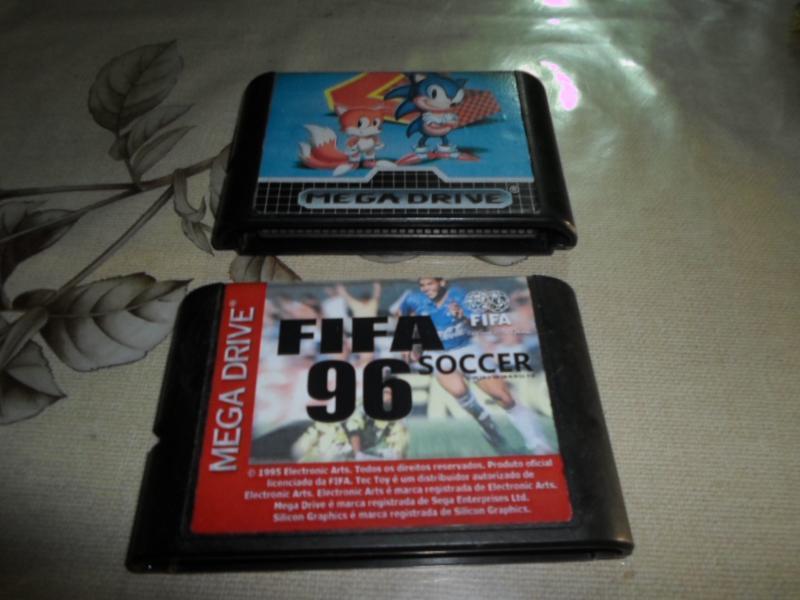 2
MEGA DRIVE
MEGA DRIVE®
FIFA
FIFA
SOCCER
96
© 1995 Electronic Arts. Todos os direitos reservados. Produto oficial
licenciado da FIFA. Tec Toy é um distribuidor autorizado de
Electronic Arts. Electronic Arts é marca registrada de Electronic Arts.
Mega Drive é marca registrada de Sega Enterprises Ltd.
Silicon Graphics é marca registrada de Silicon Graphics.